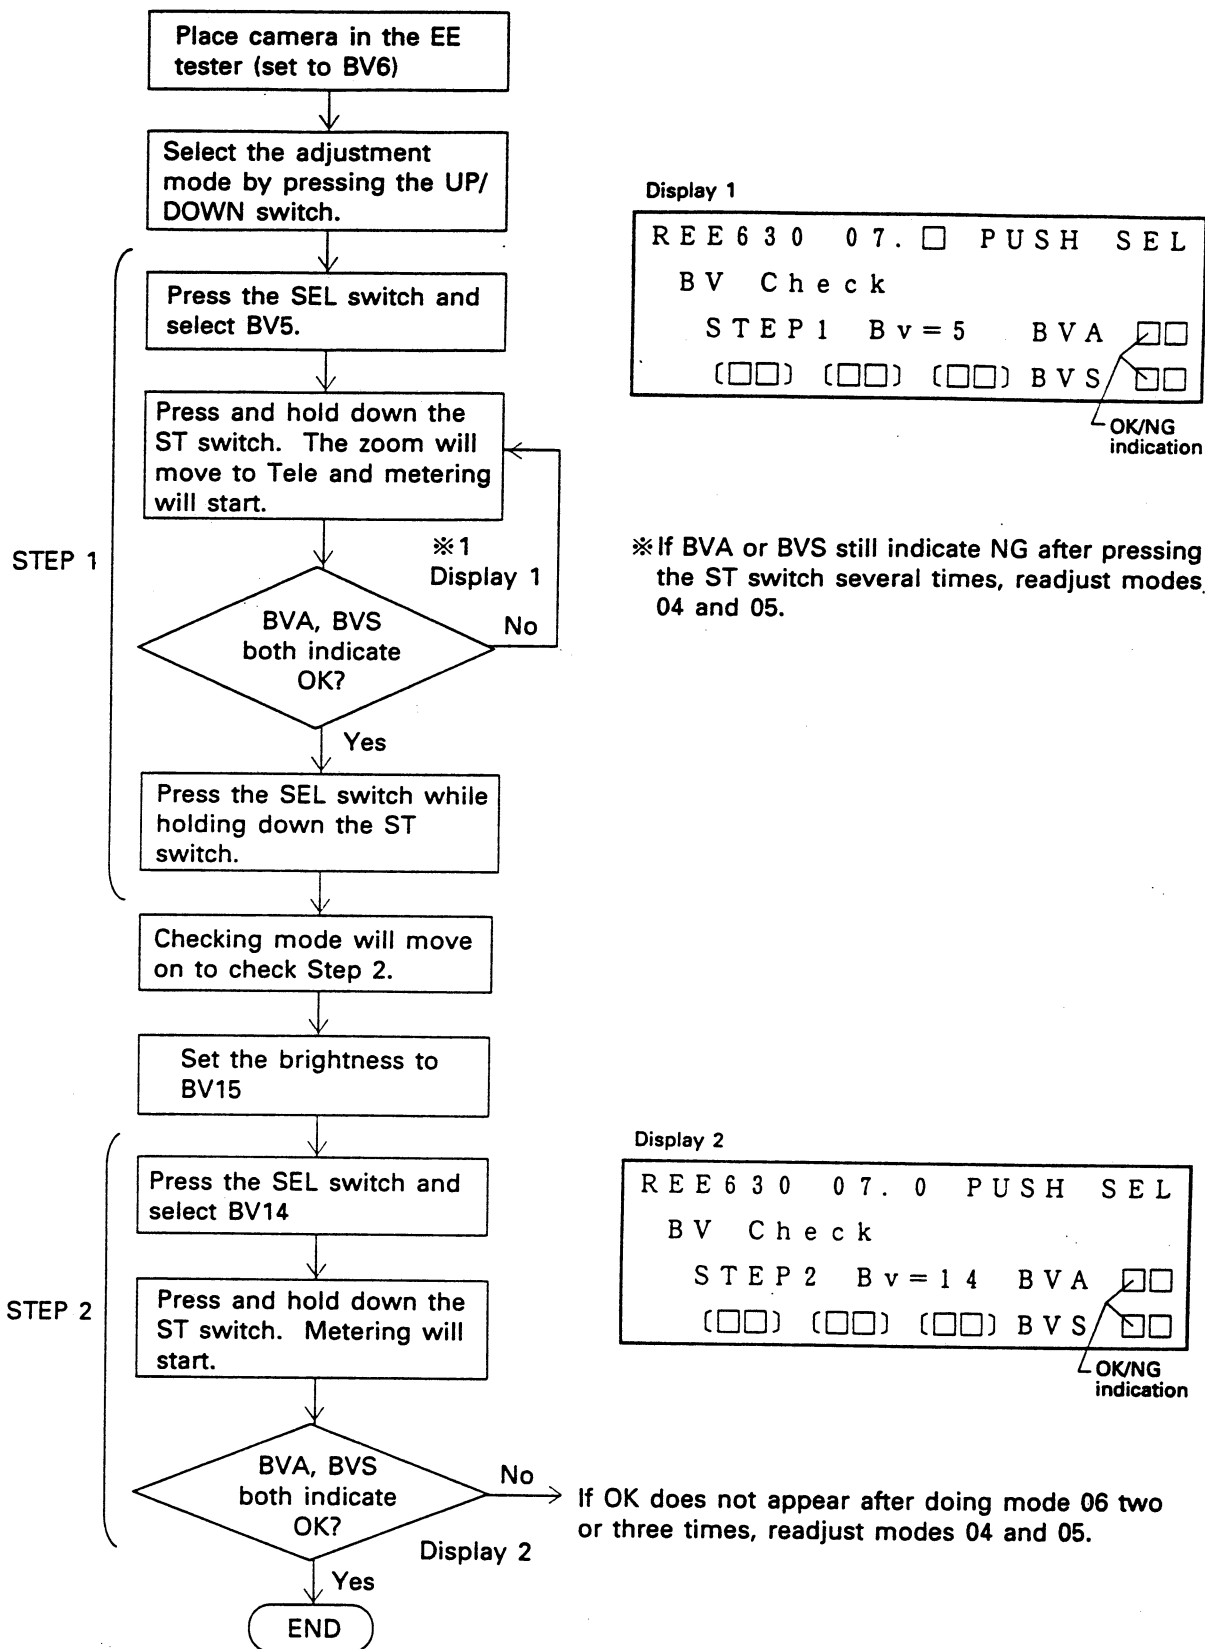 Place camera in the EE
tester (set to BV6)
Select the adjustment
mode by pressing the UP/
DOWN switch.
STEP 1
Press the SEL switch and
select BV5.
Press and hold down the
ST switch. The zoom will
move to Tele and metering
will start.
※1
Display 1
BVA, BVS
both indicate
OK?
No
Yes
Press the SEL switch while
holding down the ST
switch.
Display 1
REE630 07.□ PUSH SEL
BV Check
STEP1 Bv=5 BVA □□
(□□) (□□) (□□) BVS □□
OK/NG
indication
※If BVA or BVS still indicate NG after pressing
the ST switch several times, readjust modes
04 and 05.
Checking mode will move
on to check Step 2.
Set the brightness to
BV15
STEP 2
Press the SEL switch and
select BV14
Press and hold down the
ST switch. Metering will
start.
BVA, BVS
both indicate
OK?
Display 2
No
If OK does not appear after doing mode 06 two
or three times, readjust modes 04 and 05.
Yes
END
Display 2
REE630 07.0 PUSH SEL
BV Check
STEP2 Bv=14 BVA □□
(□□) (□□) (□□) BVS □□
OK/NG
indication